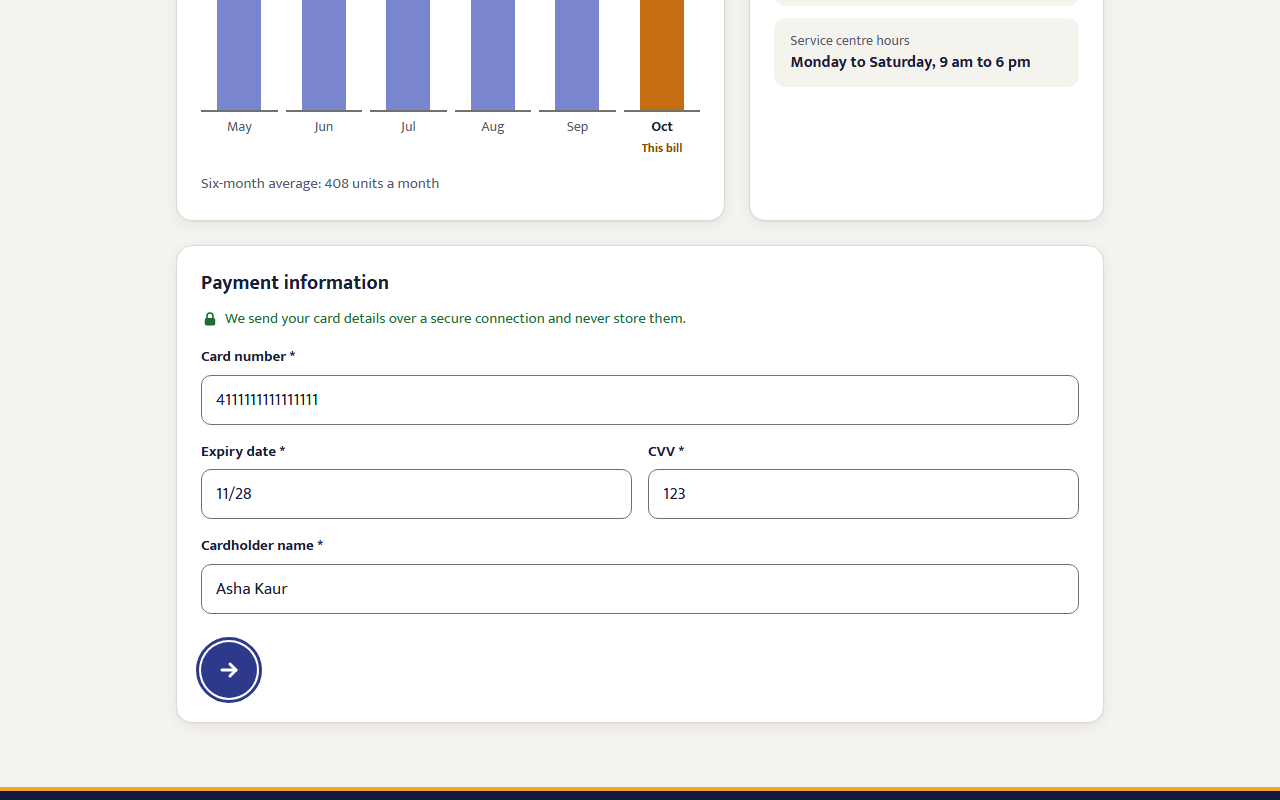 May Jun Jul Aug Sep Oct
This bill
Six-month average: 408 units a month
Service centre hours
Monday to Saturday, 9 am to 6 pm
Payment information
We send your card details over a secure connection and never store them.
Card number *
4111111111111111
Expiry date * CVV *
11/28 123
Cardholder name *
Asha Kaur